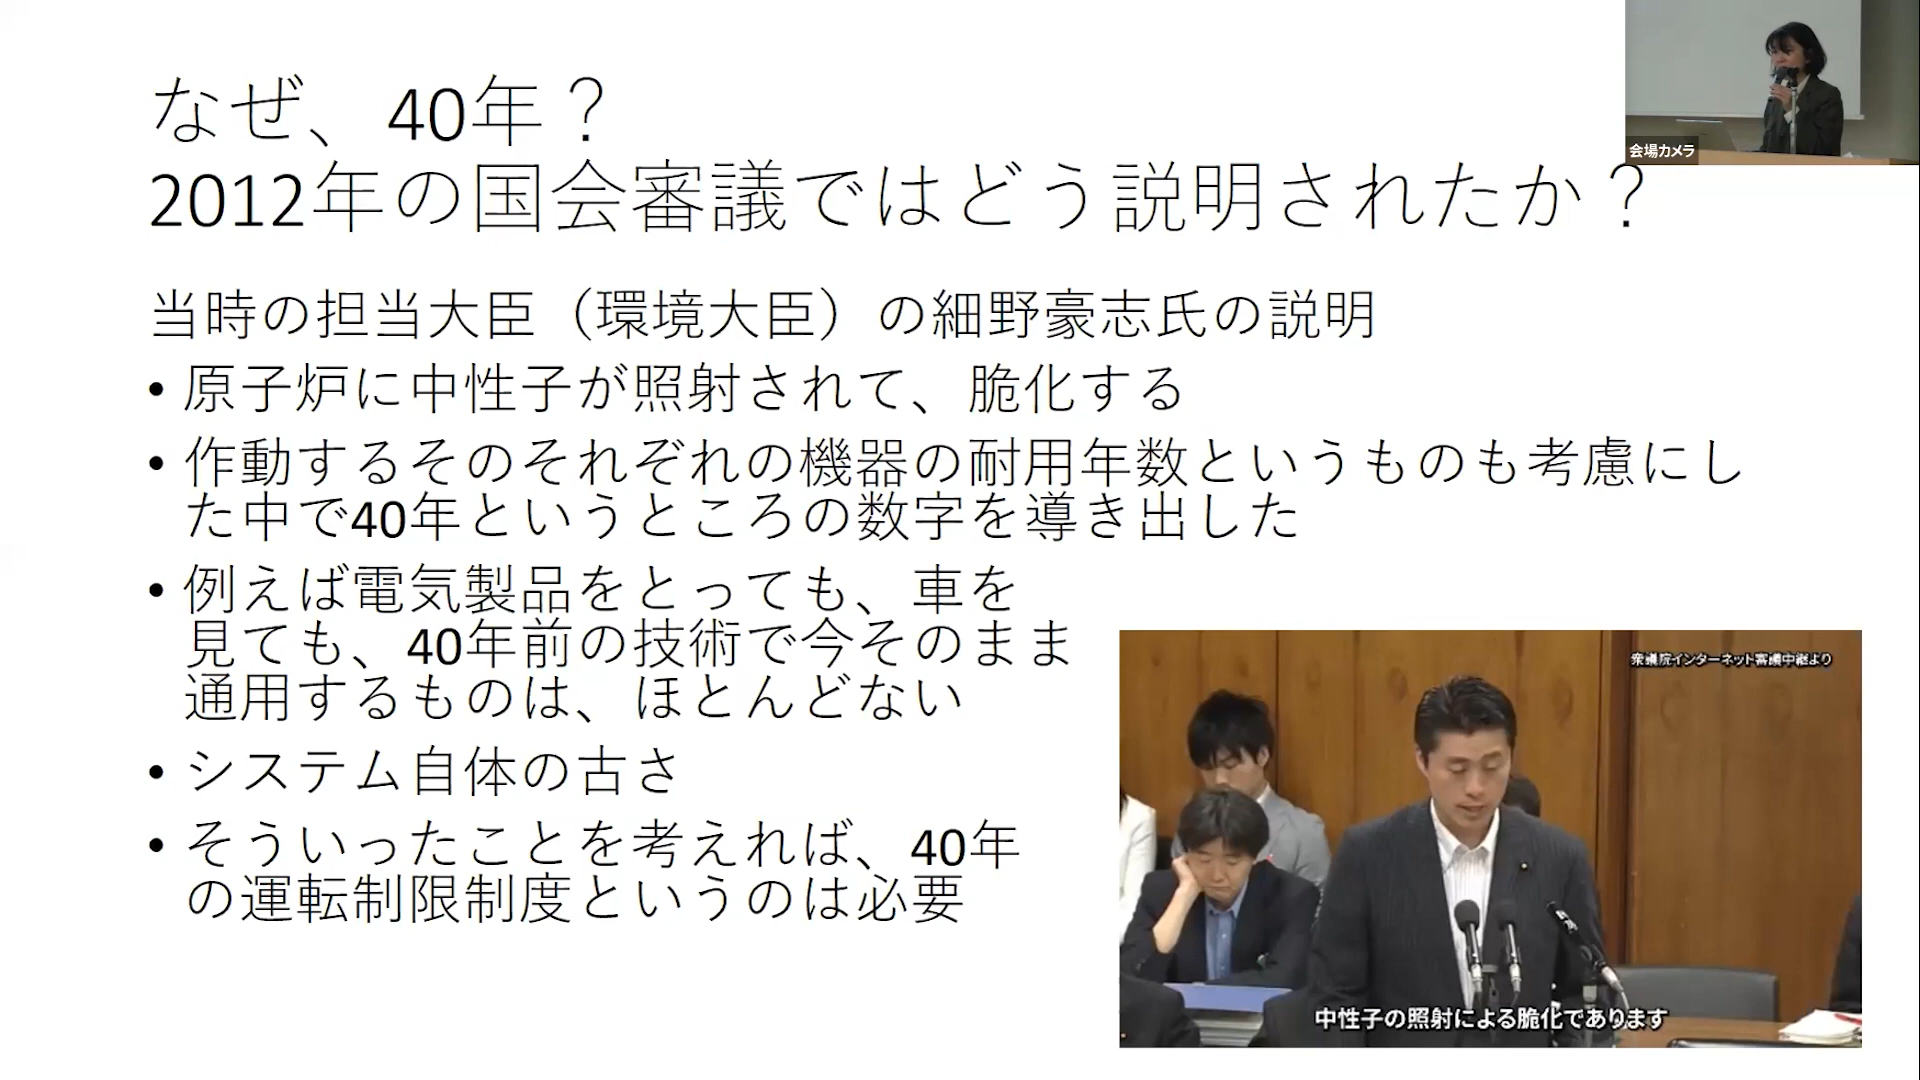 なぜ、40年？
2012年の国会審議ではどう説明されたか？
会場カメラ
当時の担当大臣（環境大臣）の細野豪志氏の説明
• 原子炉に中性子が照射されて、脆化する
• 作動するそのそれぞれの機器の耐用年数というものも考慮にし
た中で40年というところの数字を導き出した
• 例えば電気製品をとっても、車を
見ても、40年前の技術で今そのまま
通用するものは、ほとんどない
• システム自体の古さ
• そういったことを考えれば、40年
の運転制限制度というのは必要
衆議院インターネット審議中継より
中性子の照射による脆化であります